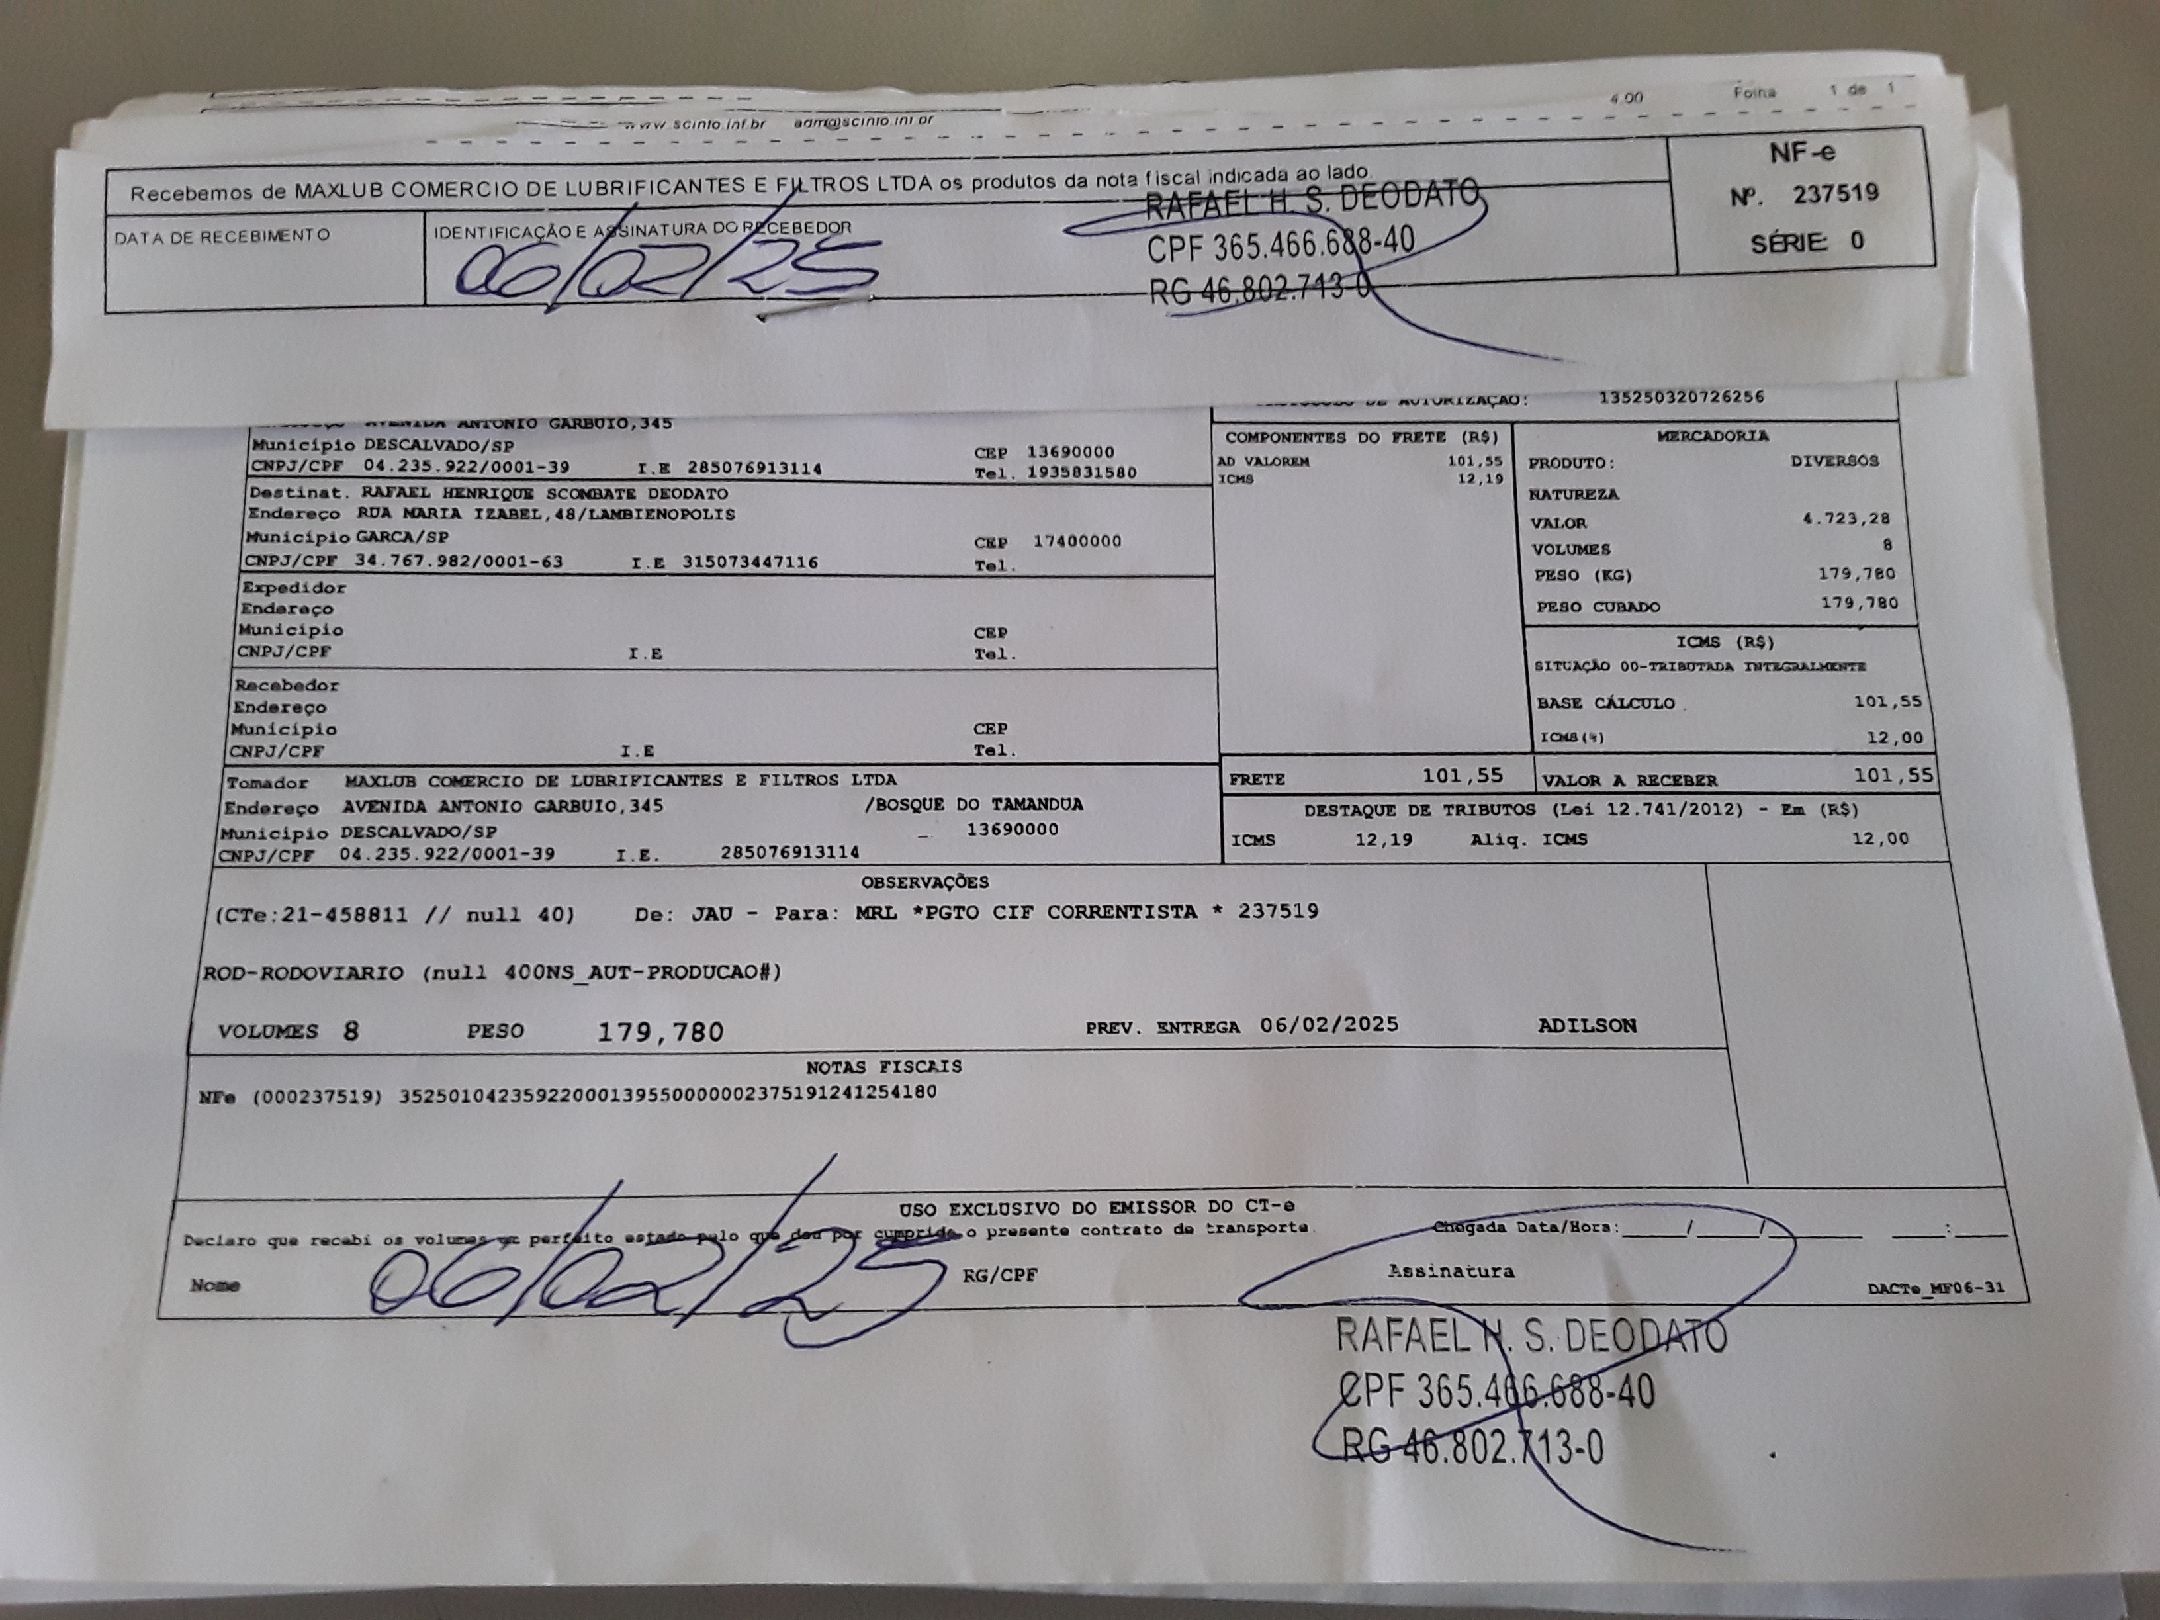 4.00 Folha 1 de 1
www.scinfo.inf.br adm@scinfo.inf.br
Recebemos de MAXLUB COMERCIO DE LUBRIFICANTES E FILTROS LTDA os produtos da nota fiscal indicada ao lado.
NF-e
Nº. 237519
SÉRIE: 0
DATA DE RECEBIMENTO
IDENTIFICAÇÃO E ASSINATURA DO RECEBEDOR
06/02/25
RAFAEL H. S. DEODATO
CPF 365.466.688-40
RG 46.802.713-0
DE AUTORIZAÇÃO: 135250320726256
AVENIDA ANTONIO GARBUIO,345
Município DESCALVADO/SP CEP 13690000
CNPJ/CPF 04.235.922/0001-39 I.E 285076913114 Tel. 1935831580
Destinat. RAFAEL HENRIQUE SCOMBATE DEODATO
Endereço RUA MARIA IZABEL,48/LAMBIENOPOLIS
Município GARCA/SP CEP 17400000
CNPJ/CPF 34.767.982/0001-63 I.E 315073447116 Tel.
Expedidor
Endereço
Município CEP
CNPJ/CPF I.E Tel.
Recebedor
Endereço
Município CEP
CNPJ/CPF I.E Tel.
Tomador MAXLUB COMERCIO DE LUBRIFICANTES E FILTROS LTDA
Endereço AVENIDA ANTONIO GARBUIO,345 /BOSQUE DO TAMANDUA
Município DESCALVADO/SP 13690000
CNPJ/CPF 04.235.922/0001-39 I.E. 285076913114
COMPONENTES DO FRETE (R$)
AD VALOREM 101,55
ICMS 12,19
MERCADORIA
PRODUTO: DIVERSOS
NATUREZA
VALOR 4.723,28
VOLUMES 8
PESO (KG) 179,780
PESO CUBADO 179,780
ICMS (R$)
SITUAÇÃO 00-TRIBUTADA INTEGRALMENTE
BASE CÁLCULO 101,55
ICMS(%) 12,00
FRETE 101,55 VALOR A RECEBER 101,55
DESTAQUE DE TRIBUTOS (Lei 12.741/2012) - Em (R$)
ICMS 12,19 Aliq. ICMS 12,00
OBSERVAÇÕES
(CTe:21-458811 // null 40) De: JAU - Para: MRL *PGTO CIF CORRENTISTA * 237519
ROD-RODOVIARIO (null 400NS_AUT-PRODUCAO#)
VOLUMES 8 PESO 179,780 PREV. ENTREGA 06/02/2025 ADILSON
NOTAS FISCAIS
NFe (000237519) 35250104235922000139550000002375191241254180
USO EXCLUSIVO DO EMISSOR DO CT-e
Declaro que recebi os volumes em perfeito estado pelo que dou por cumprido o presente contrato de transporte. Chegada Data/Hora:____/____/____ ____:____
Nome 06/02/25 RG/CPF Assinatura DACTe_MF06-31
RAFAEL H. S. DEODATO
CPF 365.466.688-40
RG 46.802.713-0